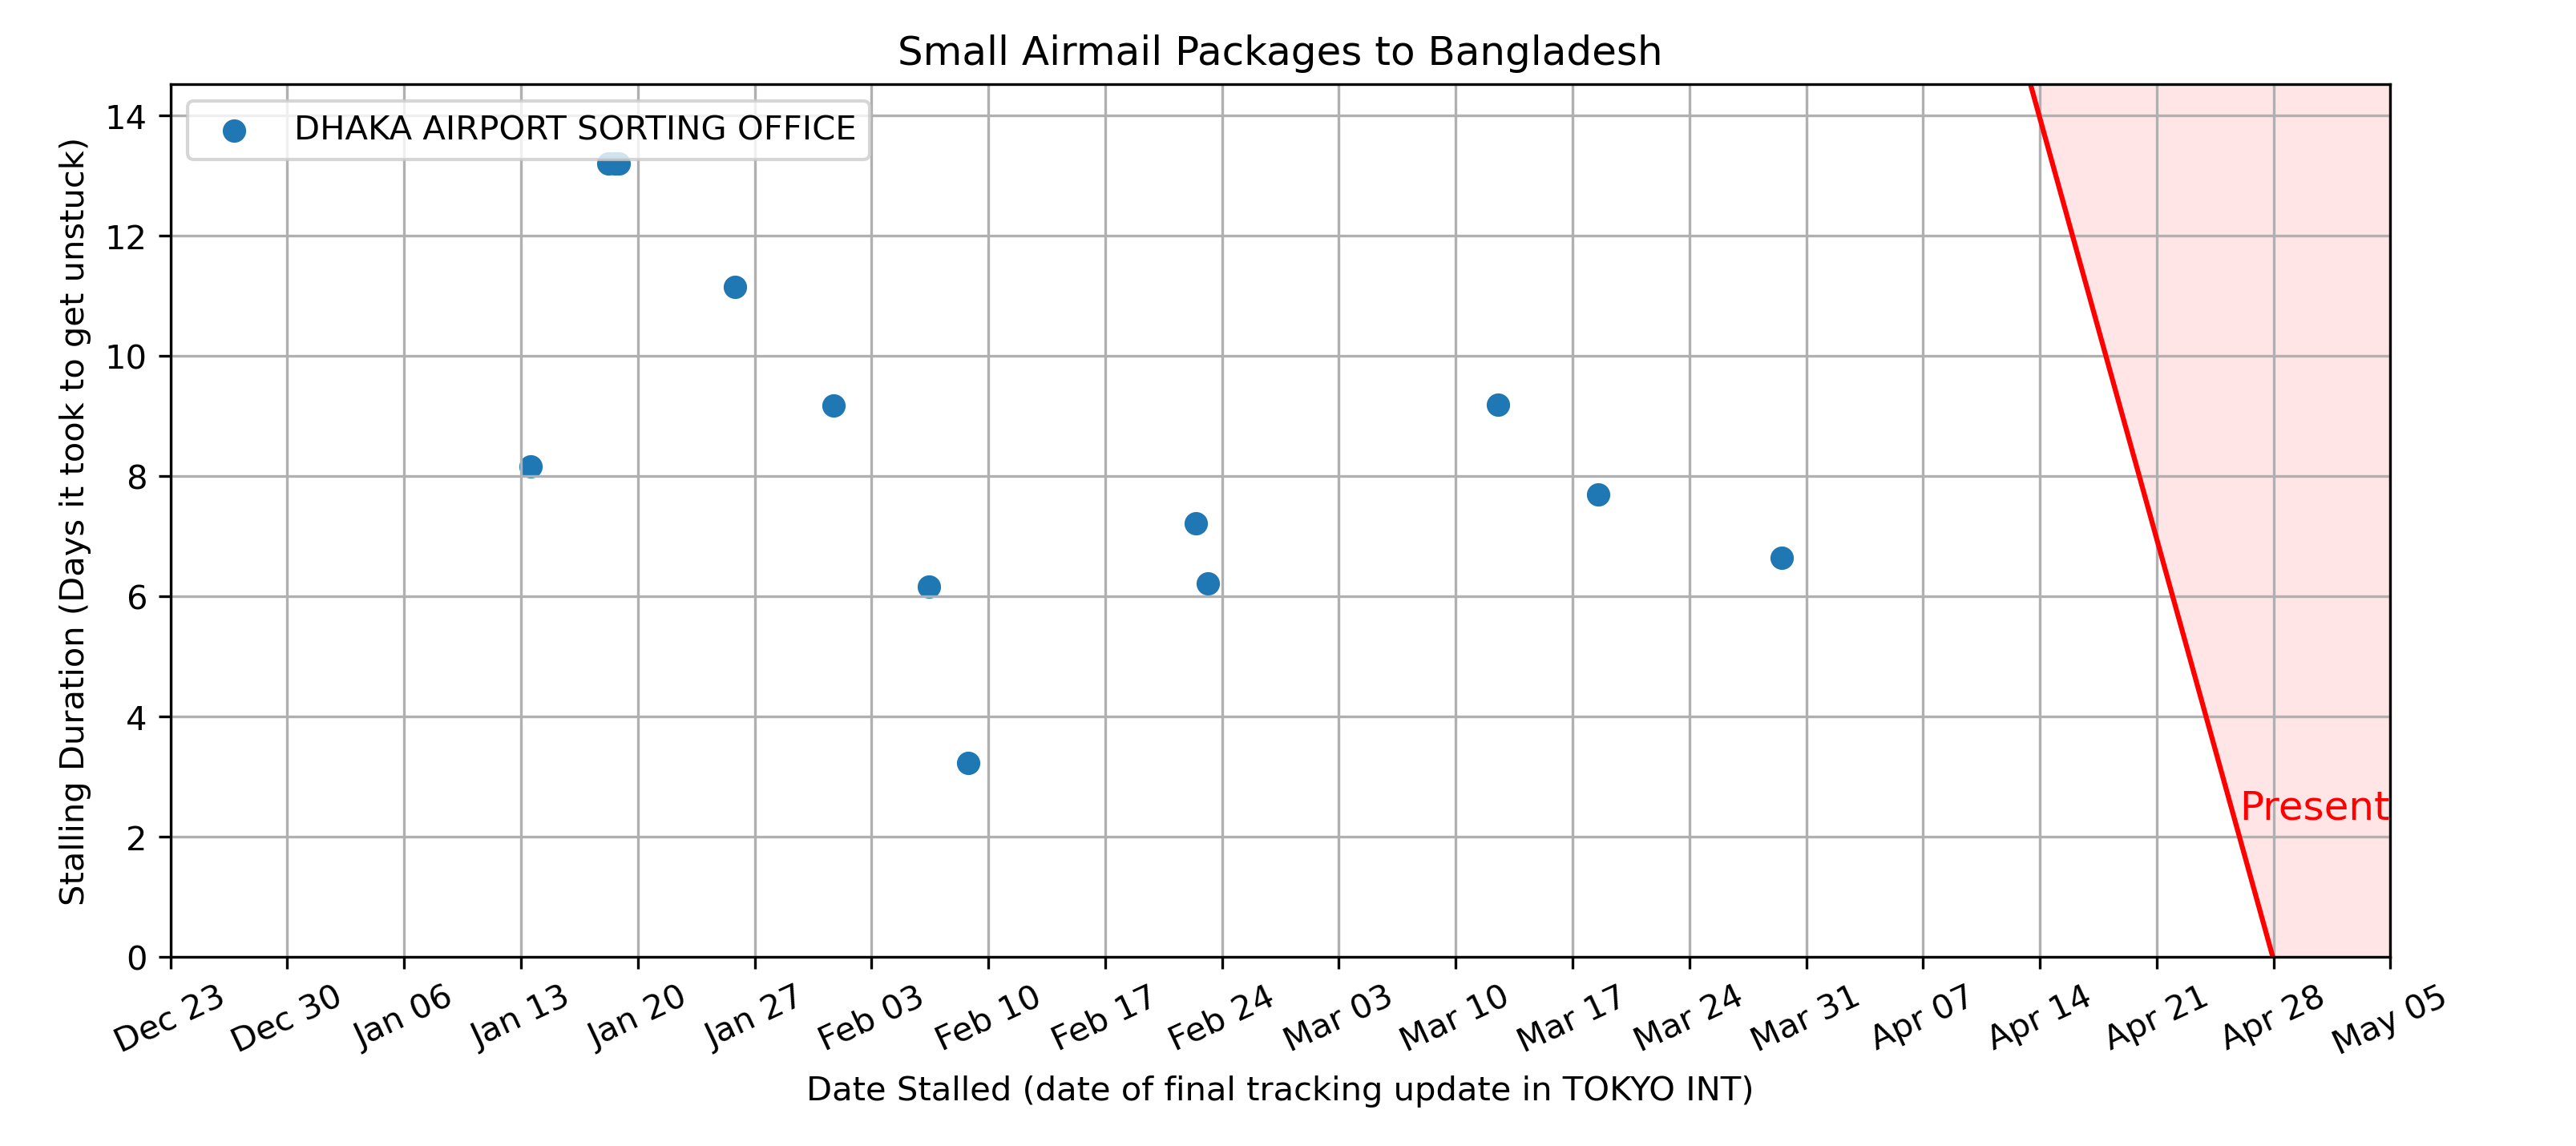 Small Airmail Packages to Bangladesh
DHAKA AIRPORT SORTING OFFICE
Stalling Duration (Days it took to get unstuck)
14
12
10
8
6
4
2
0
Present
Dec 23
Dec 30
Jan 06
Jan 13
Jan 20
Jan 27
Feb 03
Feb 10
Feb 17
Feb 24
Mar 03
Mar 10
Mar 17
Mar 24
Mar 31
Apr 07
Apr 14
Apr 21
Apr 28
May 05
Date Stalled (date of final tracking update in TOKYO INT)